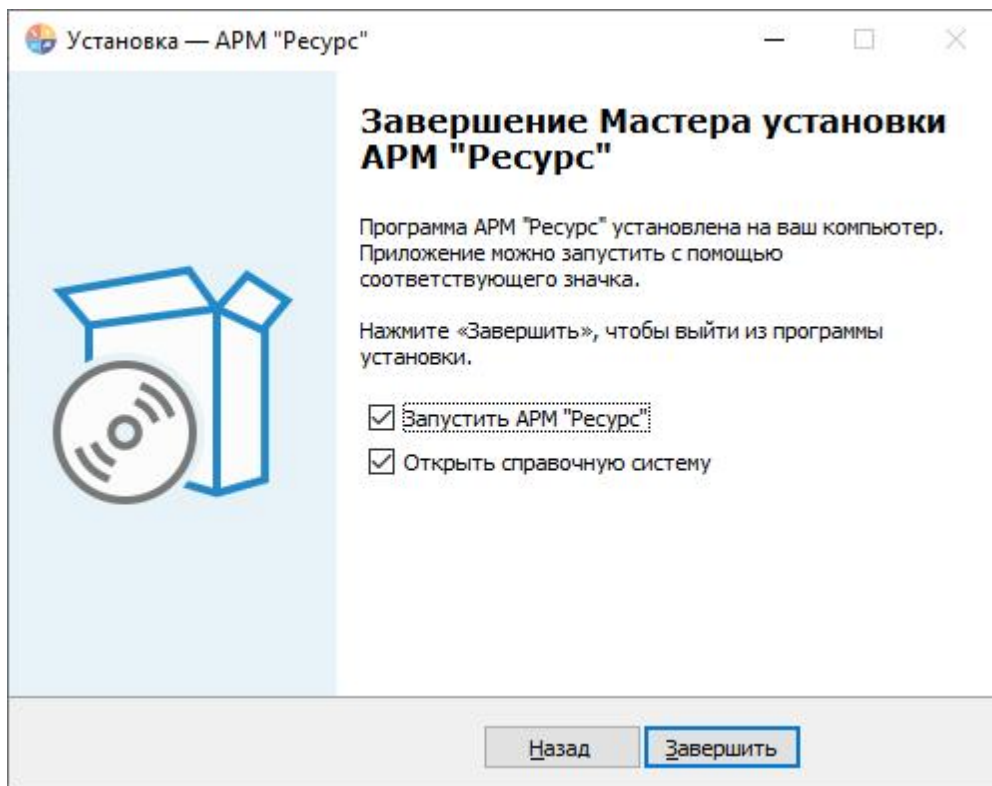 Установка — АРМ "Ресурс"
Завершение Мастера установки
АРМ "Ресурс"
Программа АРМ "Ресурс" установлена на ваш компьютер.
Приложение можно запустить с помощью
соответствующего значка.
Нажмите «Завершить», чтобы выйти из программы
установки.
Запустить АРМ "Ресурс"
Открыть справочную систему
Назад
Завершить